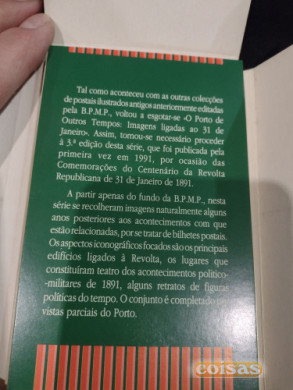 Tal como aconteceu com as outras colecções
de postais ilustrados antigos anteriormente editadas
pela B.P.M.P., voltou a esgotar-se «O Porto de
Outros Tempos: Imagens ligadas ao 31 de
Janeiro». Assim, tornou-se necessário proceder
à 3.ª edição desta série, que foi publicada pela
primeira vez em 1991, por ocasião das
Comemorações do Centenário da Revolta
Republicana de 31 de Janeiro de 1891.
A partir apenas do fundo da B.P.M.P., nesta
série se recolheram imagens naturalmente alguns
anos posteriores aos acontecimentos com que
estão relacionadas, por se tratar de bilhetes postais.
Os aspectos iconográficos focados são os principais
edifícios ligados à Revolta, os lugares que
constituíram teatro dos acontecimentos político-
-militares de 1891, alguns retratos de figuras
políticas do tempo. O conjunto é completado por
vistas parciais do Porto.
coisas